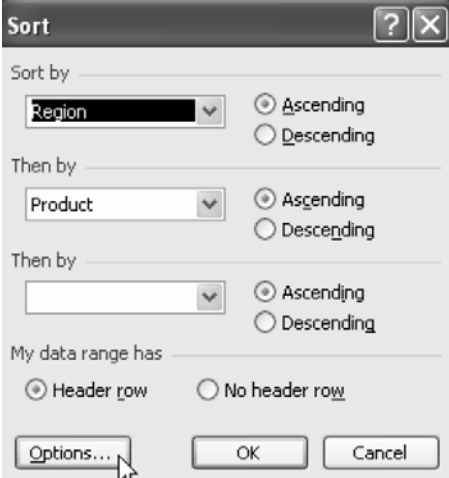 Sort
Sort by
Region
Ascending
Descending
Then by
Product
Ascending
Descending
Then by
Ascending
Descending
My data range has
Header row No header row
Options... OK Cancel